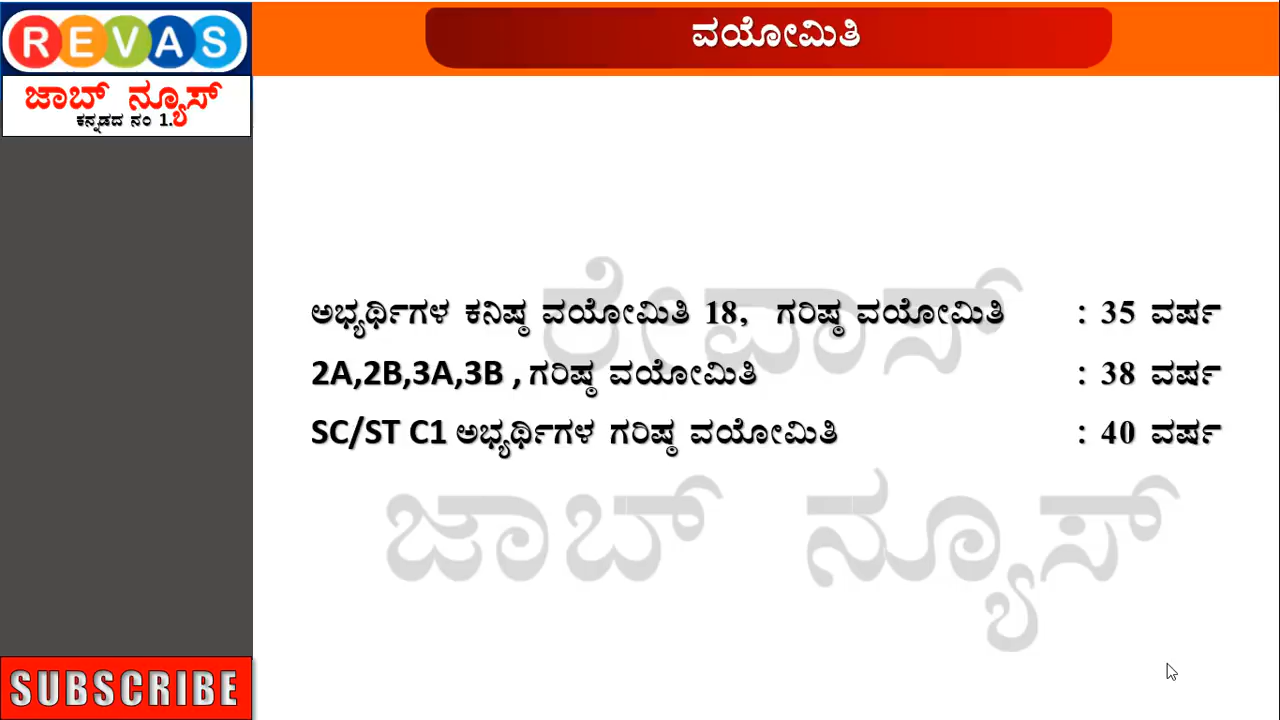 REVAS
ಜಾಬ್ ನ್ಯೂಸ್
ಕನ್ನಡದ ನಂ 1.
ವಯೋಮಿತಿ
ರೇವಾಸ್
ಅಭ್ಯರ್ಥಿಗಳ ಕನಿಷ್ಠ ವಯೋಮಿತಿ 18, ಗರಿಷ್ಠ ವಯೋಮಿತಿ : 35 ವರ್ಷ
2A,2B,3A,3B , ಗರಿಷ್ಠ ವಯೋಮಿತಿ : 38 ವರ್ಷ
SC/ST C1 ಅಭ್ಯರ್ಥಿಗಳ ಗರಿಷ್ಠ ವಯೋಮಿತಿ : 40 ವರ್ಷ
ಜಾಬ್ ನ್ಯೂಸ್
SUBSCRIBE